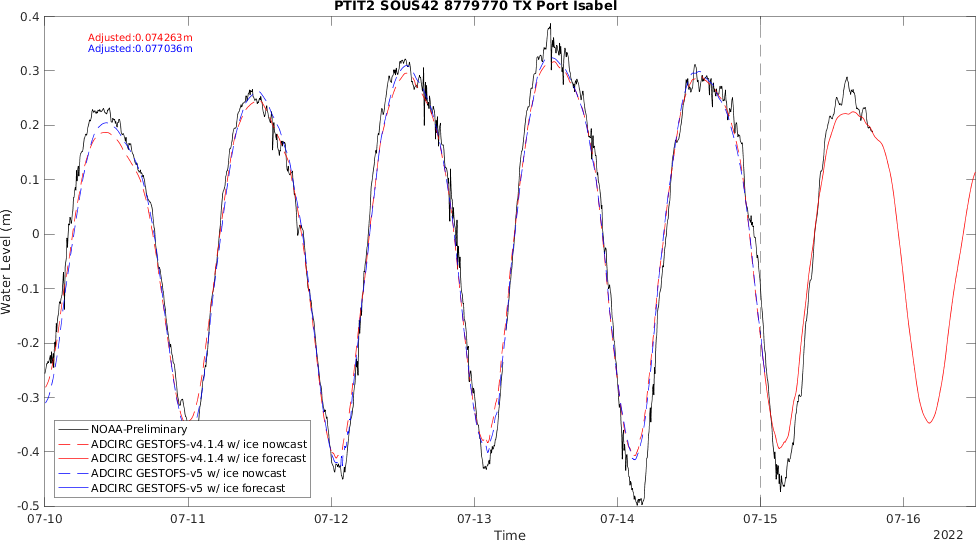 PTIT2 SOUS42 8779770 TX Port Isabel
Adjusted:0.074263m
Adjusted:0.077036m
0.4
0.3
0.2
0.1
0
-0.1
-0.2
-0.3
-0.4
-0.5
Water Level (m)
NOAA-Preliminary
ADCIRC GESTOFS-v4.1.4 w/ ice nowcast
ADCIRC GESTOFS-v4.1.4 w/ ice forecast
ADCIRC GESTOFS-v5 w/ ice nowcast
ADCIRC GESTOFS-v5 w/ ice forecast
07-10 07-11 07-12 07-13 07-14 07-15 07-16
Time
2022